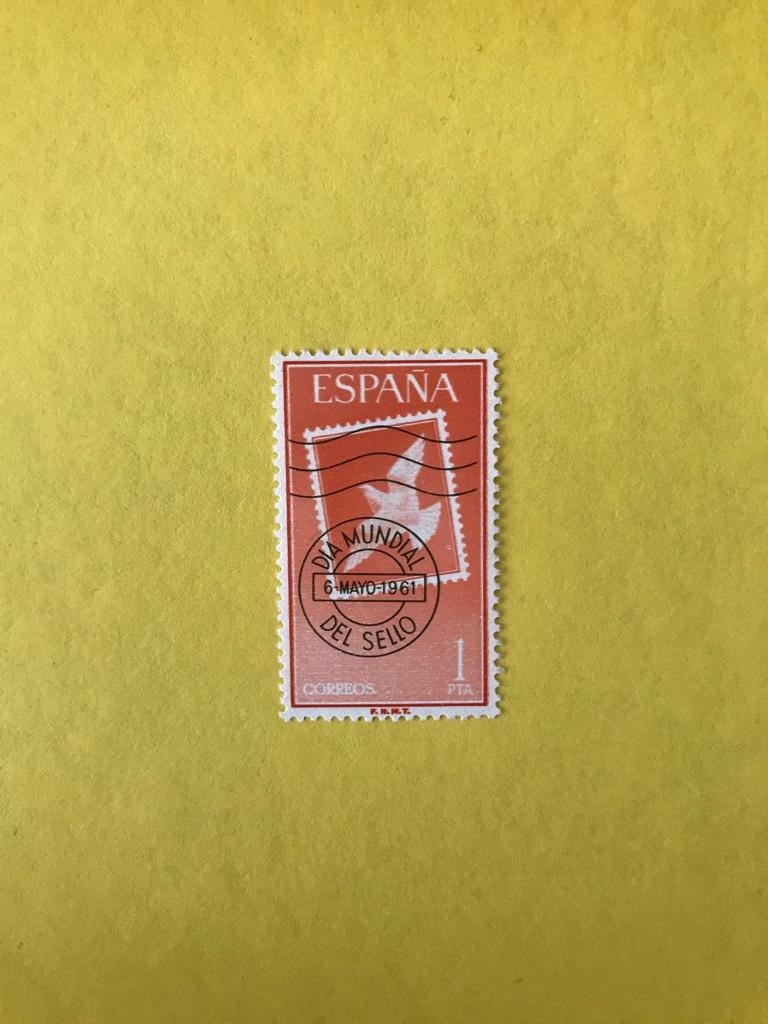 ESPAÑA
DIA MUNDIAL
6-MAYO-1961
DEL SELLO
1
CORREOS
PTA
F.N.M.T.